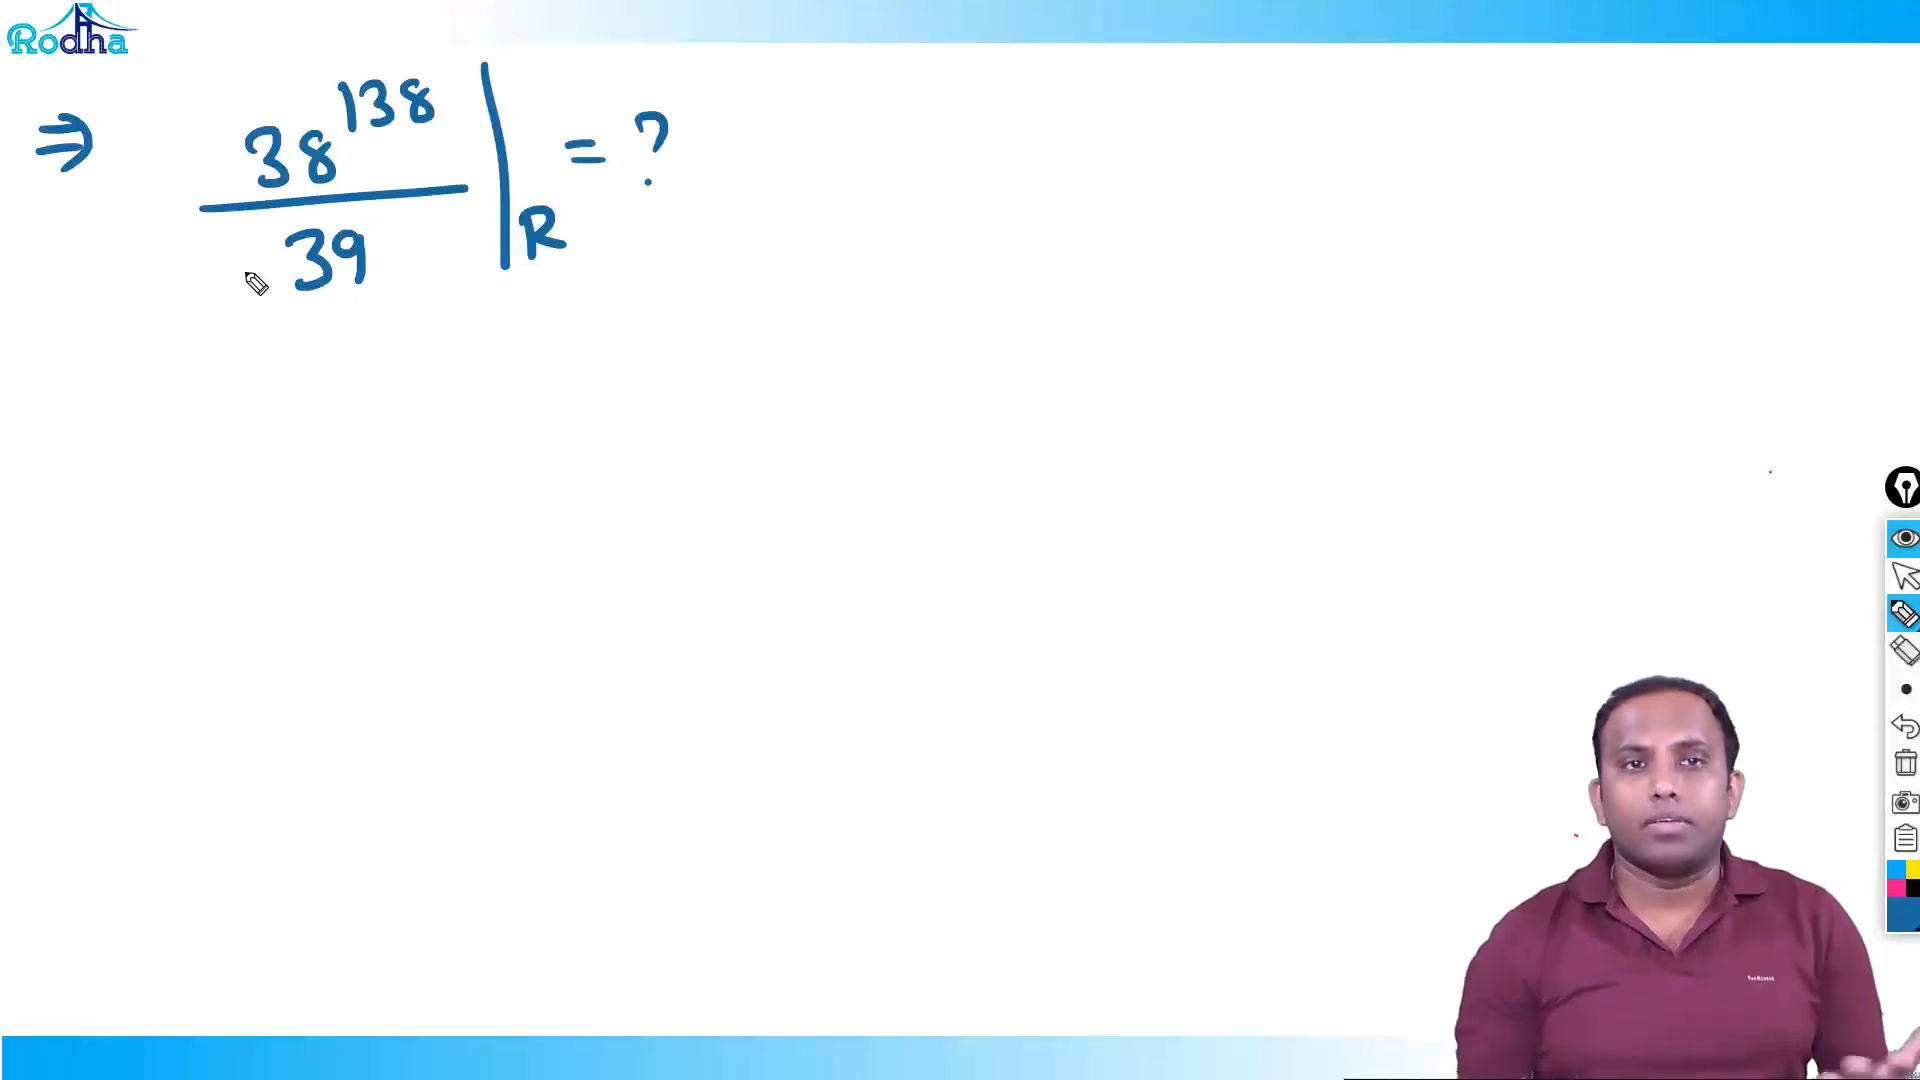 Rodha
⇒ 38^138 / 39 |R = ?